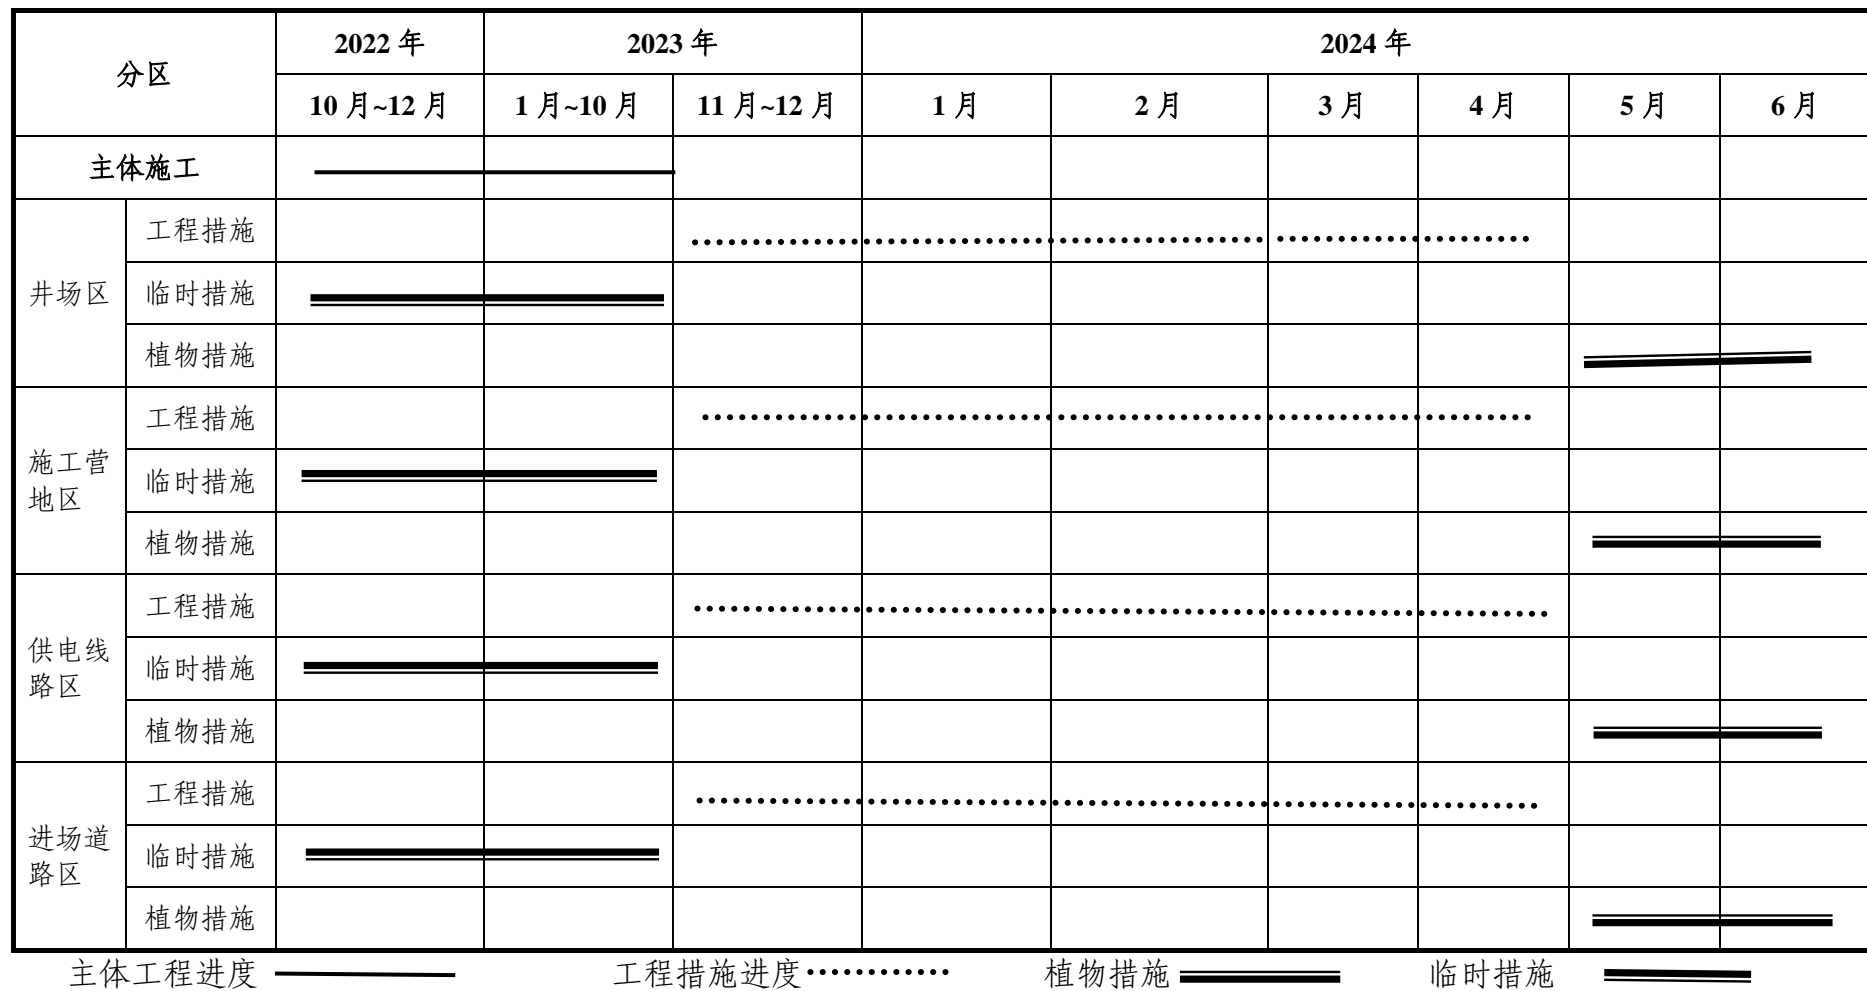 分区 2022 年 2023 年 2024 年
10 月~12 月 1 月~10 月 11 月~12 月 1 月 2 月 3 月 4 月 5 月 6 月
主体施工
井场区 工程措施
临时措施
植物措施
施工营
地区
工程措施
临时措施
植物措施
供电线
路区
工程措施
临时措施
植物措施
进场道
路区
工程措施
临时措施
植物措施
主体工程进度 工程措施进度 植物措施 临时措施